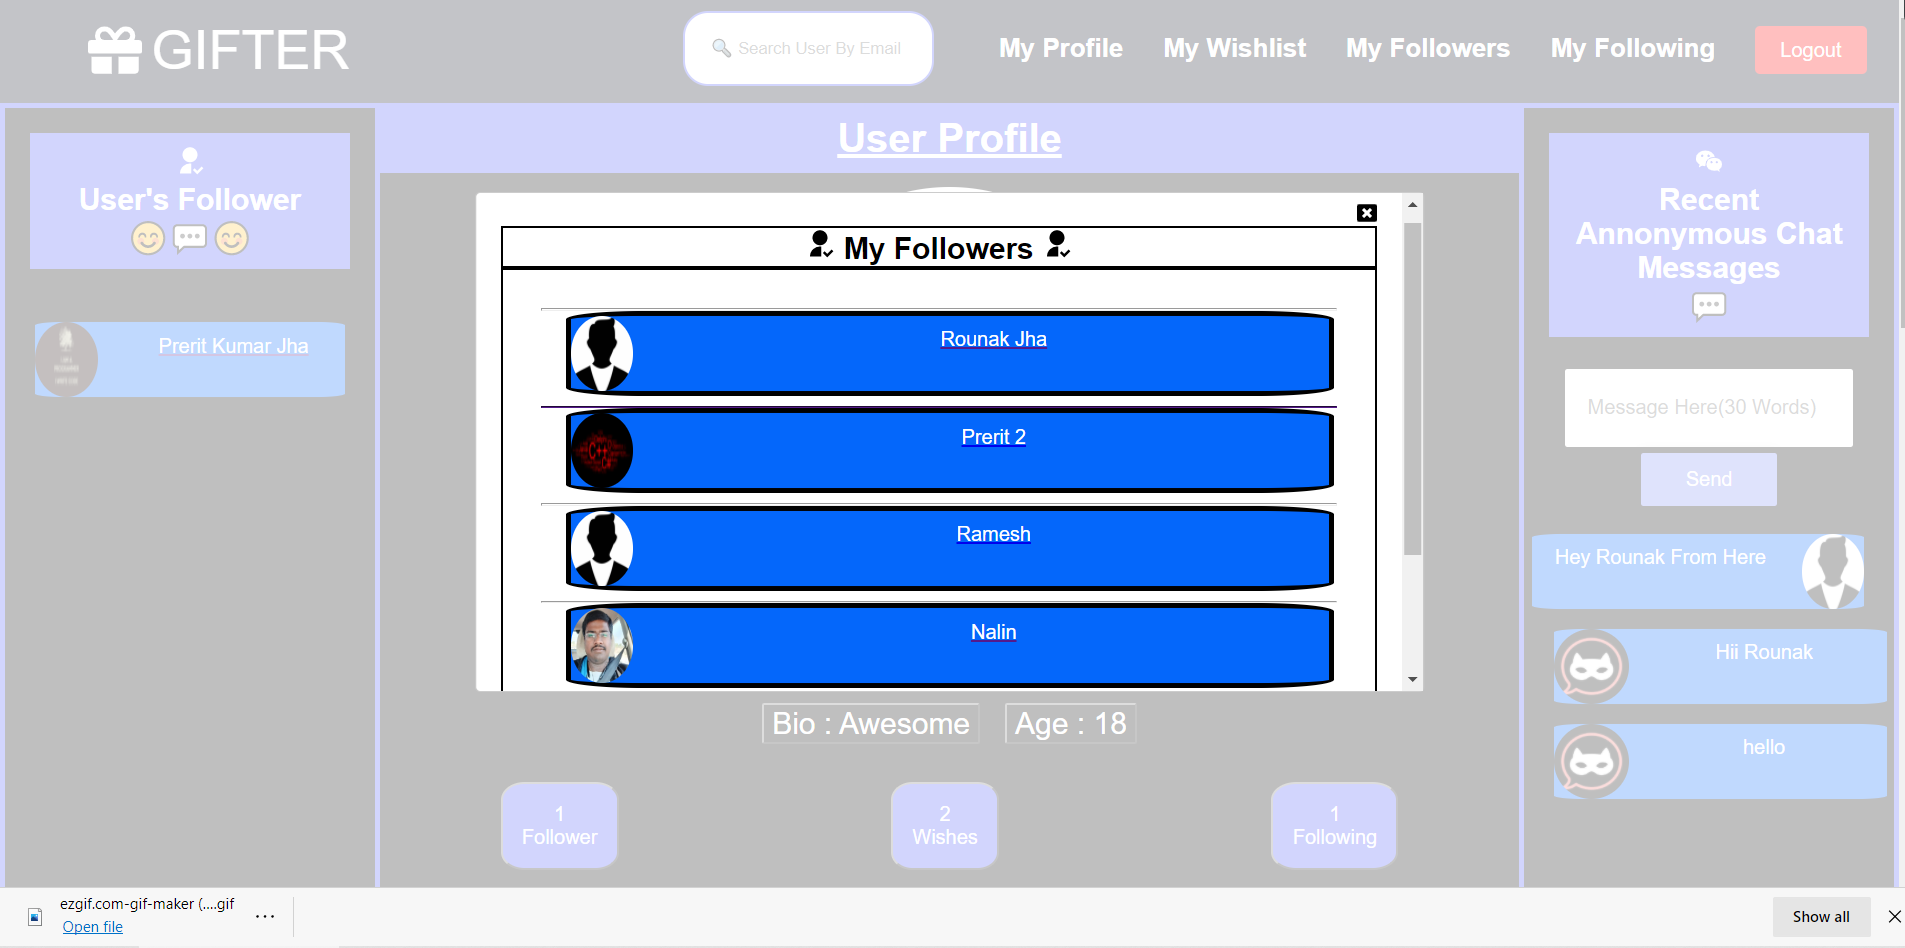 GIFTER
🔍 Search User By Email
My Profile
My Wishlist
My Followers
My Following
Logout
User's Follower
Prerit Kumar Jha
User Profile
My Followers
Rounak Jha
Prerit 2
C++
Ramesh
Nalin
Bio : Awesome
Age : 18
1
Follower
2
Wishes
1
Following
Recent
Annonymous Chat
Messages
Message Here(30 Words)
Send
Hey Rounak From Here
Hii Rounak
hello
ezgif.com-gif-maker (....gif
Open file
...
Show all